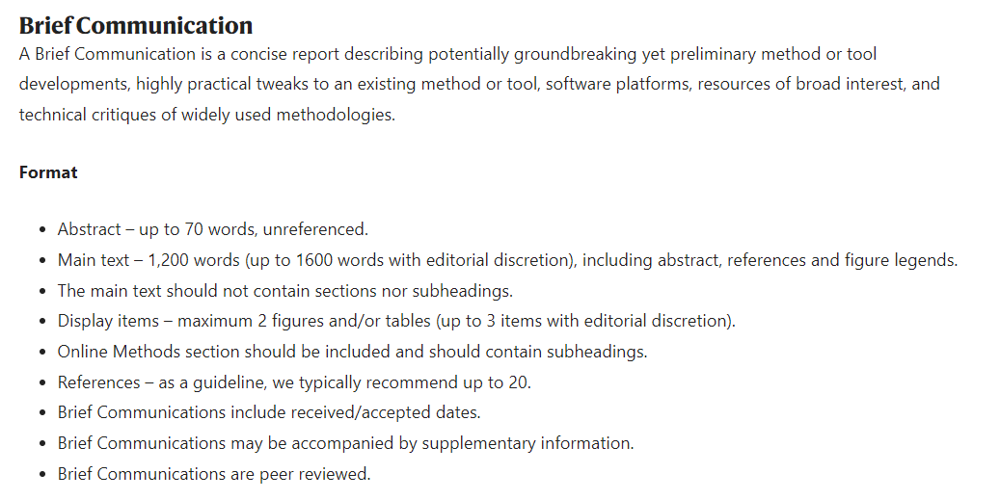 Brief Communication
A Brief Communication is a concise report describing potentially groundbreaking yet preliminary method or tool
developments, highly practical tweaks to an existing method or tool, software platforms, resources of broad interest, and
technical critiques of widely used methodologies.
Format
• Abstract – up to 70 words, unreferenced.
• Main text – 1,200 words (up to 1600 words with editorial discretion), including abstract, references and figure legends.
• The main text should not contain sections nor subheadings.
• Display items – maximum 2 figures and/or tables (up to 3 items with editorial discretion).
• Online Methods section should be included and should contain subheadings.
• References – as a guideline, we typically recommend up to 20.
• Brief Communications include received/accepted dates.
• Brief Communications may be accompanied by supplementary information.
• Brief Communications are peer reviewed.